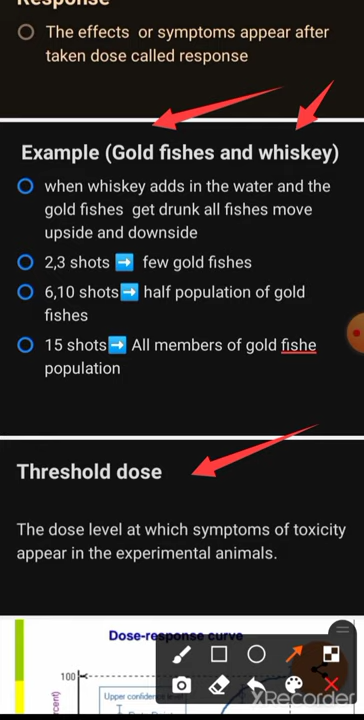 Response
The effects or symptoms appear after
taken dose called response
Example (Gold fishes and whiskey)
when whiskey adds in the water and the
gold fishes get drunk all fishes move
upside and downside
2,3 shots ➡ few gold fishes
6,10 shots ➡ half population of gold
fishes
15 shots ➡ All members of gold fishe
population
Threshold dose
The dose level at which symptoms of toxicity
appear in the experimental animals.
Dose-response curve
100
Upper confide
XRecorder